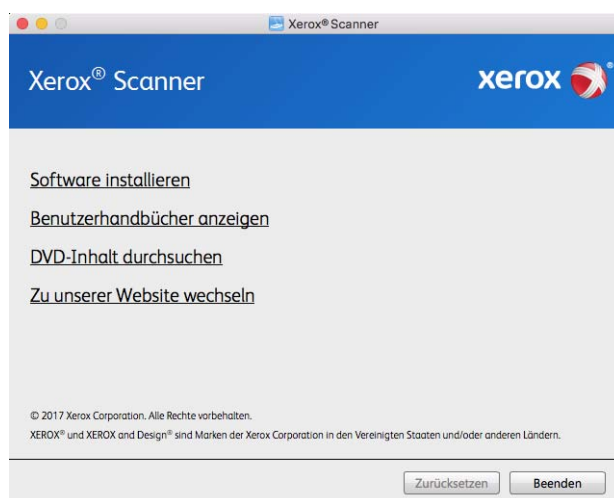 Xerox® Scanner
Xerox® Scanner
xerox ®
Software installieren
Benutzerhandbücher anzeigen
DVD-Inhalt durchsuchen
Zu unserer Website wechseln
© 2017 Xerox Corporation. Alle Rechte vorbehalten.
XEROX® und XEROX and Design® sind Marken der Xerox Corporation in den Vereinigten Staaten und/oder anderen Ländern.
Zurücksetzen Beenden